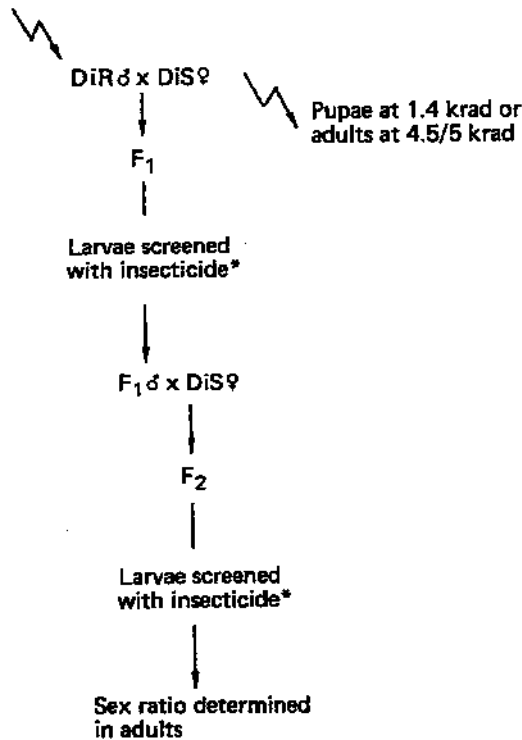 DiR♂ x DiS♀
Pupae at 1.4 krad or
adults at 4.5/5 krad
F₁
Larvae screened
with insecticide*
F₁♂ x DiS♀
F₂
Larvae screened
with insecticide*
Sex ratio determined
in adults